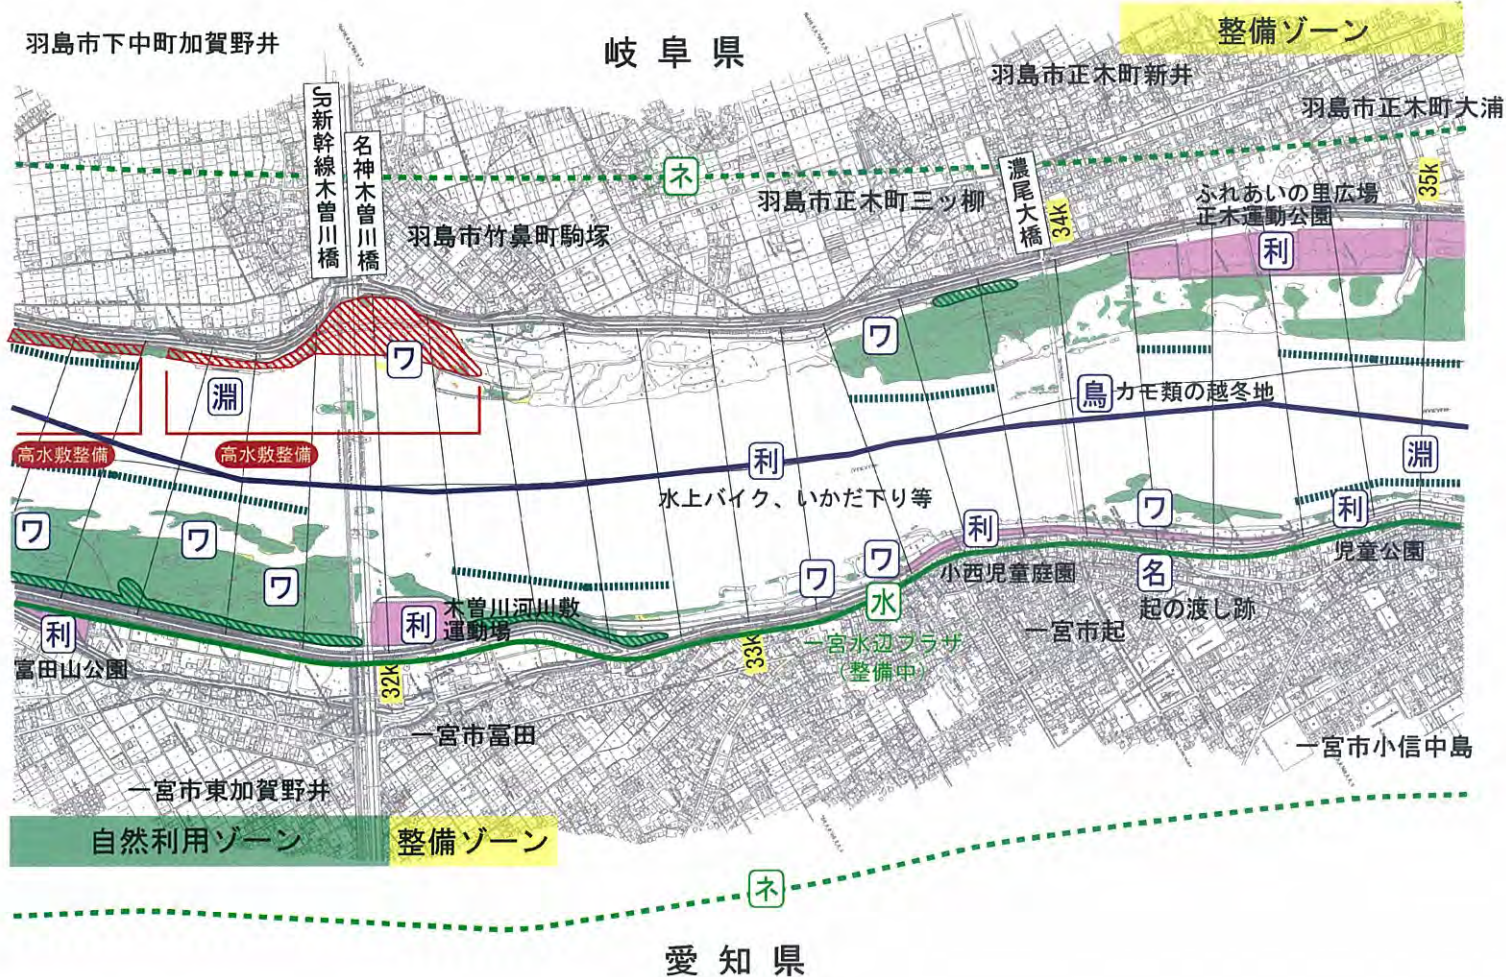 羽島市下中町加賀野井
岐阜県
整備ゾーン
羽島市正木町新井
羽島市正木町大浦
JR新幹線木曽川橋
名神木曽川橋
ネ
濃尾大橋
羽島市正木町三ッ柳
34k
ふれあいの里広場
正木運動公園
35k
羽島市竹鼻町駒塚
利
ワ
ワ
淵
鳥
カモ類の越冬地
高水敷整備
高水敷整備
利
水上バイク、いかだ下り等
淵
ワ
ワ
ワ
利
ワ
利
児童公園
ワ
ワ
小西児童庭園
名
起の渡し跡
水
一宮水辺プラザ
(整備中)
一宮市起
利
富田山公園
利
木曽川河川敷
運動場
32k
33k
一宮市冨田
一宮市小信中島
一宮市東加賀野井
自然利用ゾーン
整備ゾーン
ネ
愛知県